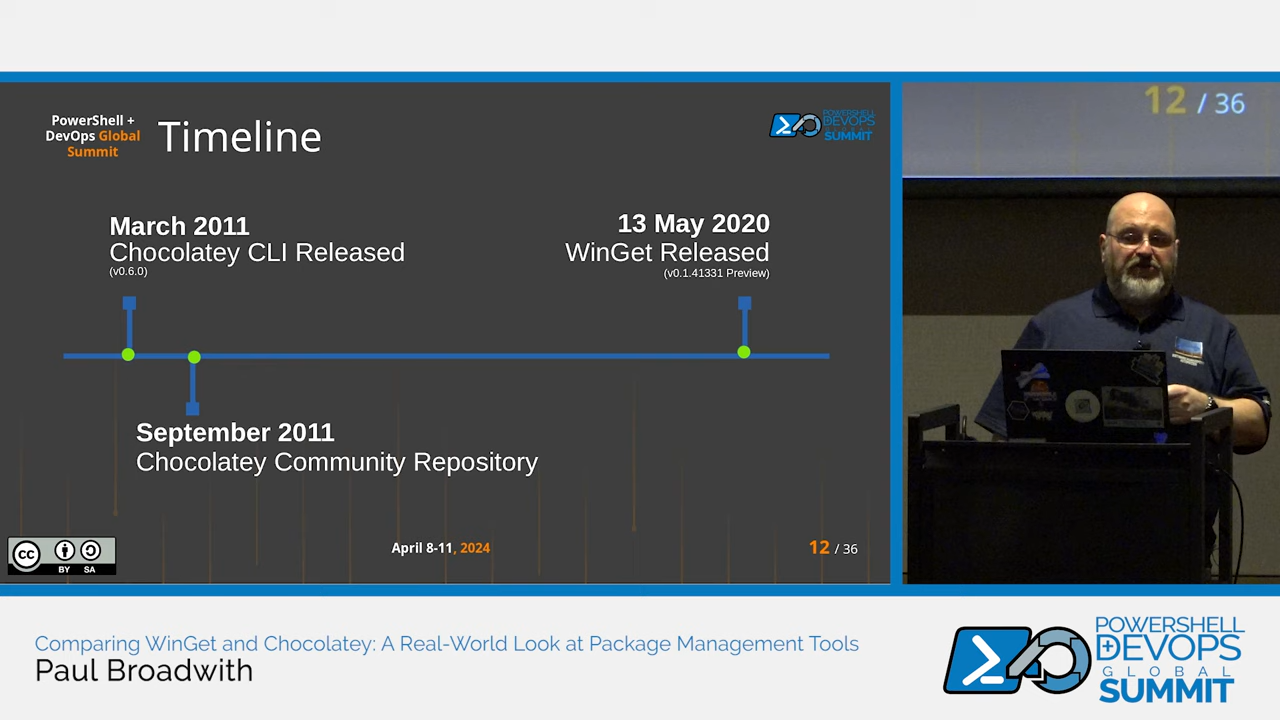 PowerShell +
DevOps Global
Summit
Timeline
POWERSHELL
DEVOPS
GLOBAL
SUMMIT
12 / 36
March 2011
Chocolatey CLI Released
(v0.6.0)
13 May 2020
WinGet Released
(v0.1.41331 Preview)
September 2011
Chocolatey Community Repository
cc
BY SA
April 8-11, 2024
12 / 36
Comparing WinGet and Chocolatey: A Real-World Look at Package Management Tools
Paul Broadwith
POWERSHELL
+
DEVOPS
GLOBAL
SUMMIT